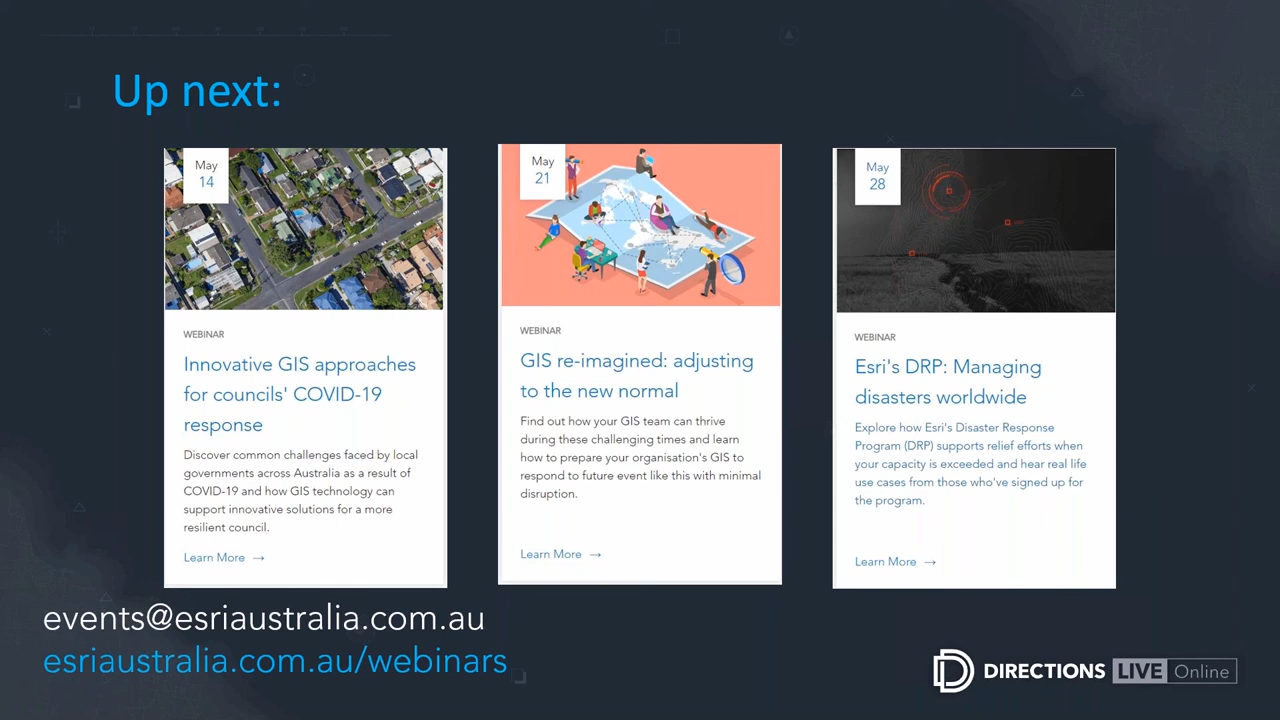 Up next:
May
14
WEBINAR
Innovative GIS approaches
for councils' COVID-19
response
Discover common challenges faced by local
governments across Australia as a result of
COVID-19 and how GIS technology can
support innovative solutions for a more
resilient council.
Learn More →
May
21
WEBINAR
GIS re-imagined: adjusting
to the new normal
Find out how your GIS team can thrive
during these challenging times and learn
how to prepare your organisation's GIS to
respond to future event like this with minimal
disruption.
Learn More →
May
28
WEBINAR
Esri's DRP: Managing
disasters worldwide
Explore how Esri's Disaster Response
Program (DRP) supports relief efforts when
your capacity is exceeded and hear real life
use cases from those who've signed up for
the program.
Learn More →
events@esriaustralia.com.au
esriaustralia.com.au/webinars
DIRECTIONS LIVE Online